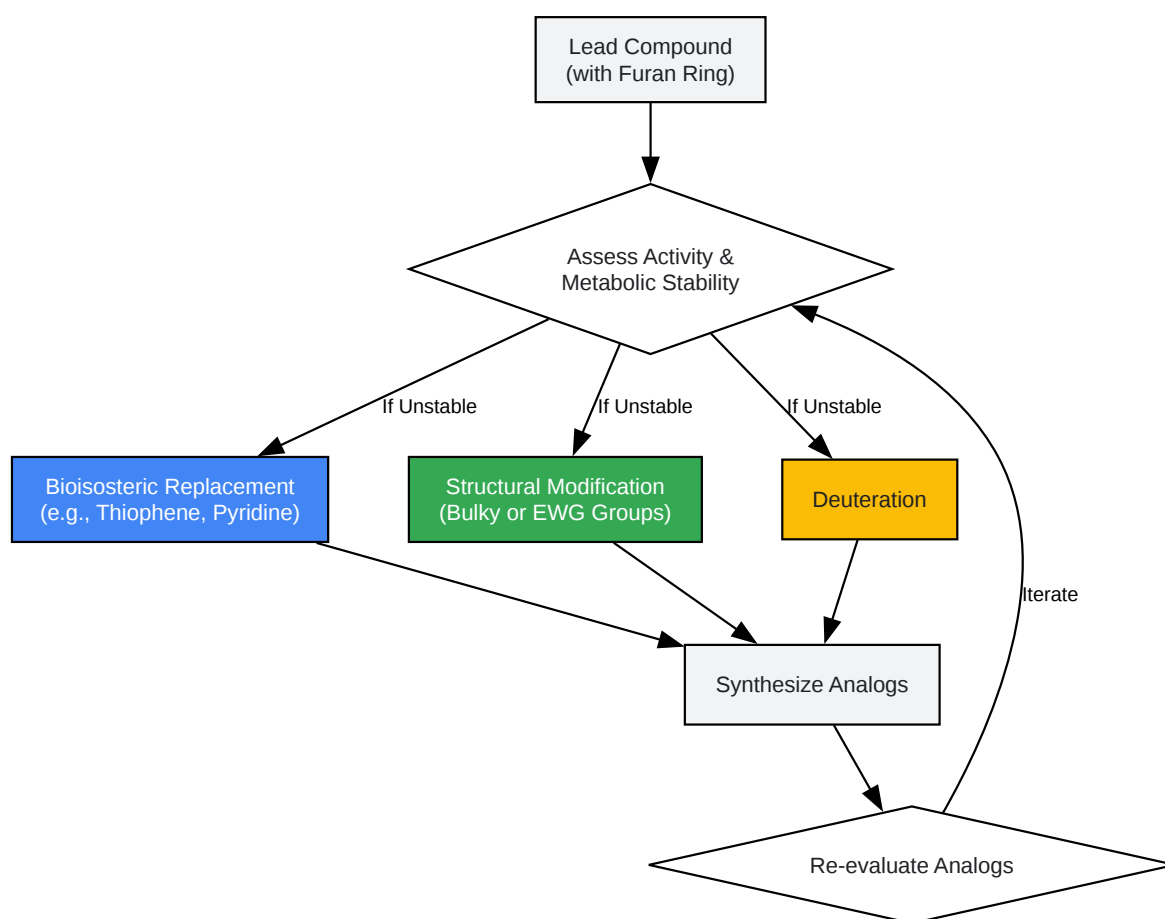 Lead Compound
(with Furan Ring)
Assess Activity &
Metabolic Stability
If Unstable
If Unstable
If Unstable
Bioisosteric Replacement
(e.g., Thiophene, Pyridine)
Structural Modification
(Bulky or EWG Groups)
Deuteration
Iterate
Synthesize Analogs
Re-evaluate Analogs